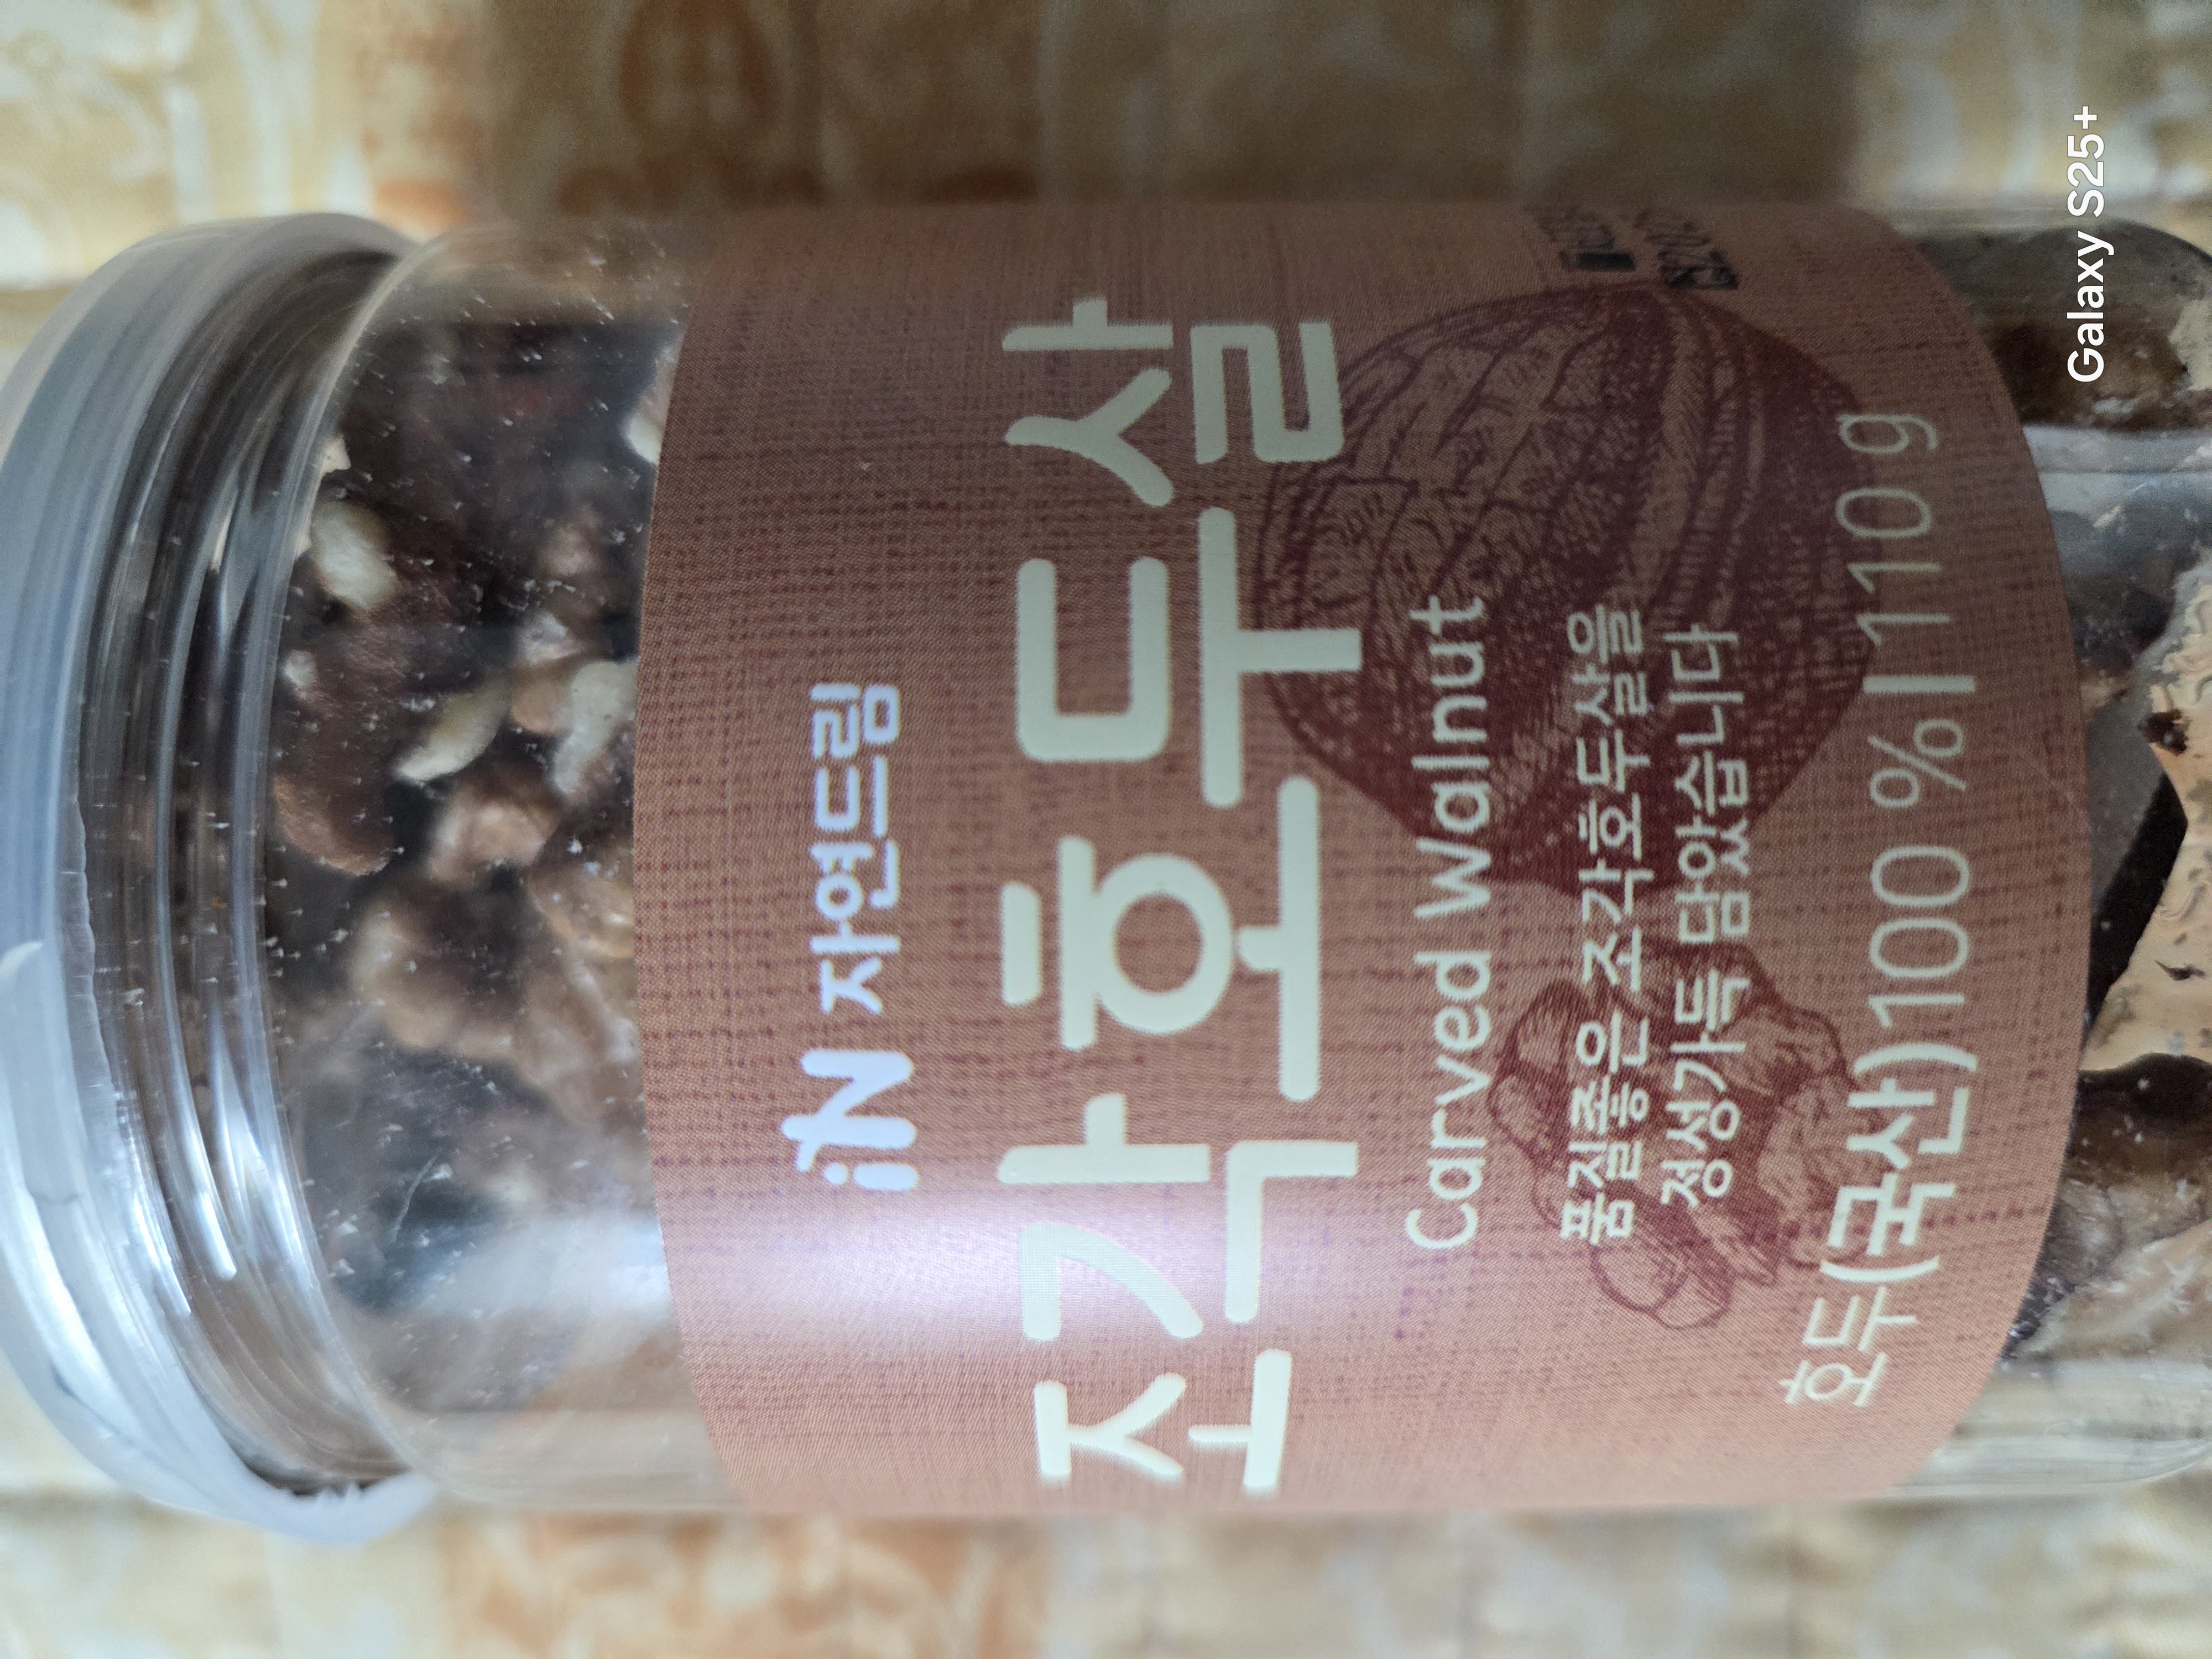 iN 자연드림
조각호두살
Carved Walnut
품질좋은 조각호두살을
정성가득 담았습니다
호두(국산)100 % | 110 g
Galaxy S25+